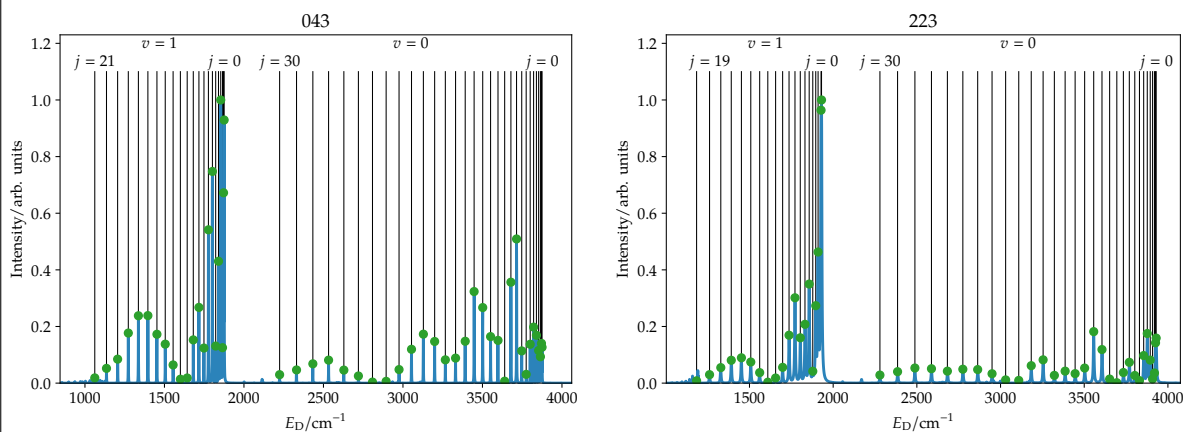 043
v = 1
v = 0
j = 21
j = 0
j = 30
j = 0
1.2
1.0
0.8
0.6
0.4
0.2
0.0
Intensity/arb. units
1000
1500
2000
2500
3000
3500
4000
E_D/cm⁻¹
223
v = 1
v = 0
j = 19
j = 0
j = 30
j = 0
1.2
1.0
0.8
0.6
0.4
0.2
0.0
Intensity/arb. units
1500
2000
2500
3000
3500
4000
E_D/cm⁻¹